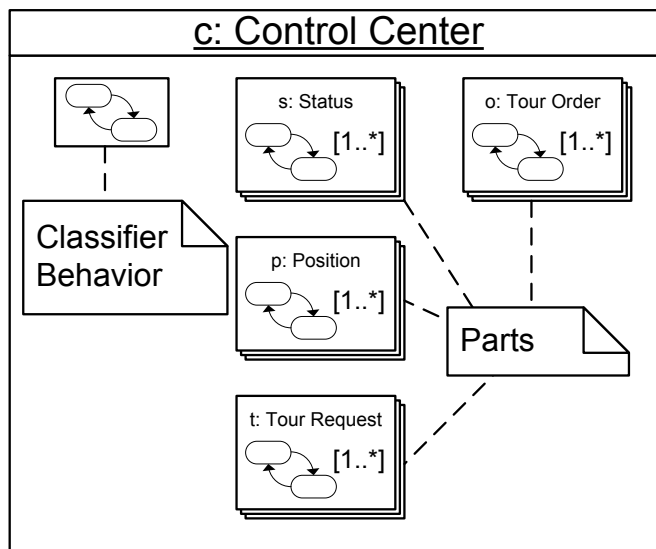 c: Control Center
s: Status
[1..*]
o: Tour Order
[1..*]
Classifier
Behavior
p: Position
[1..*]
Parts
t: Tour Request
[1..*]